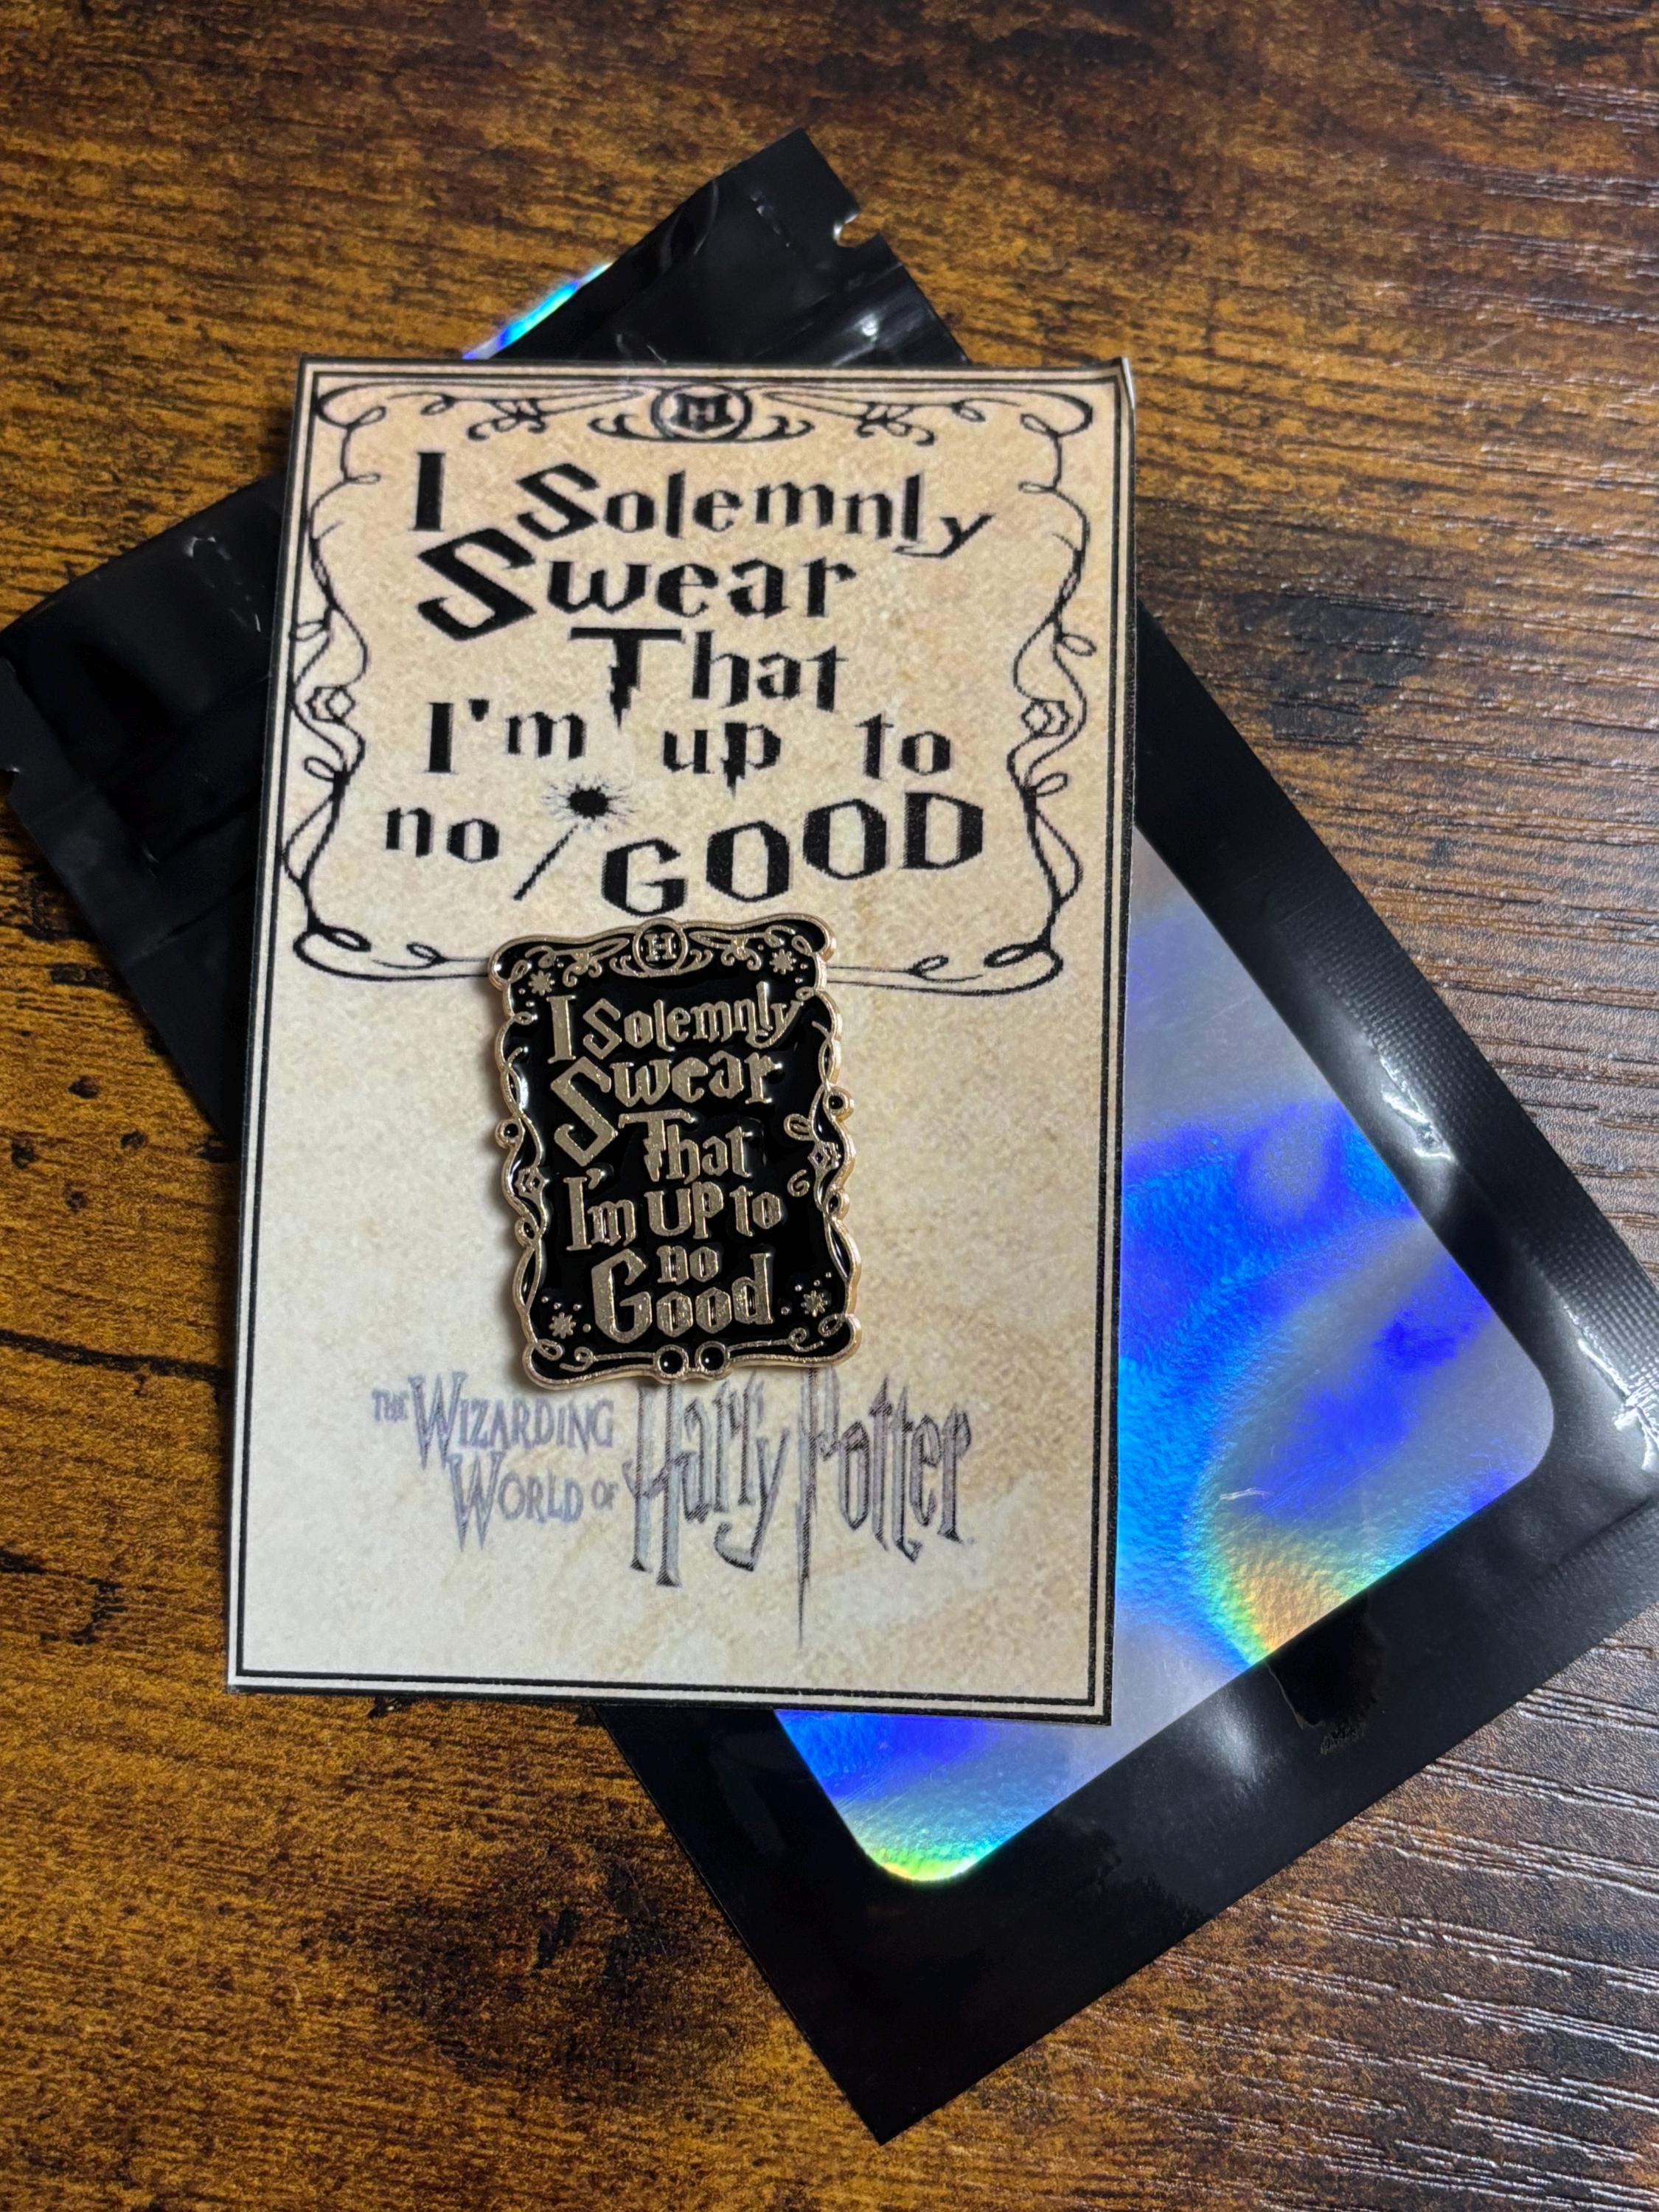 H
I Solemnly
Swear
That
I'm up to
no GOOD
H
I Solemnly
Swear
That
I'm up to
no
Good
THE WIZARDING
WORLD OF Harry Potter